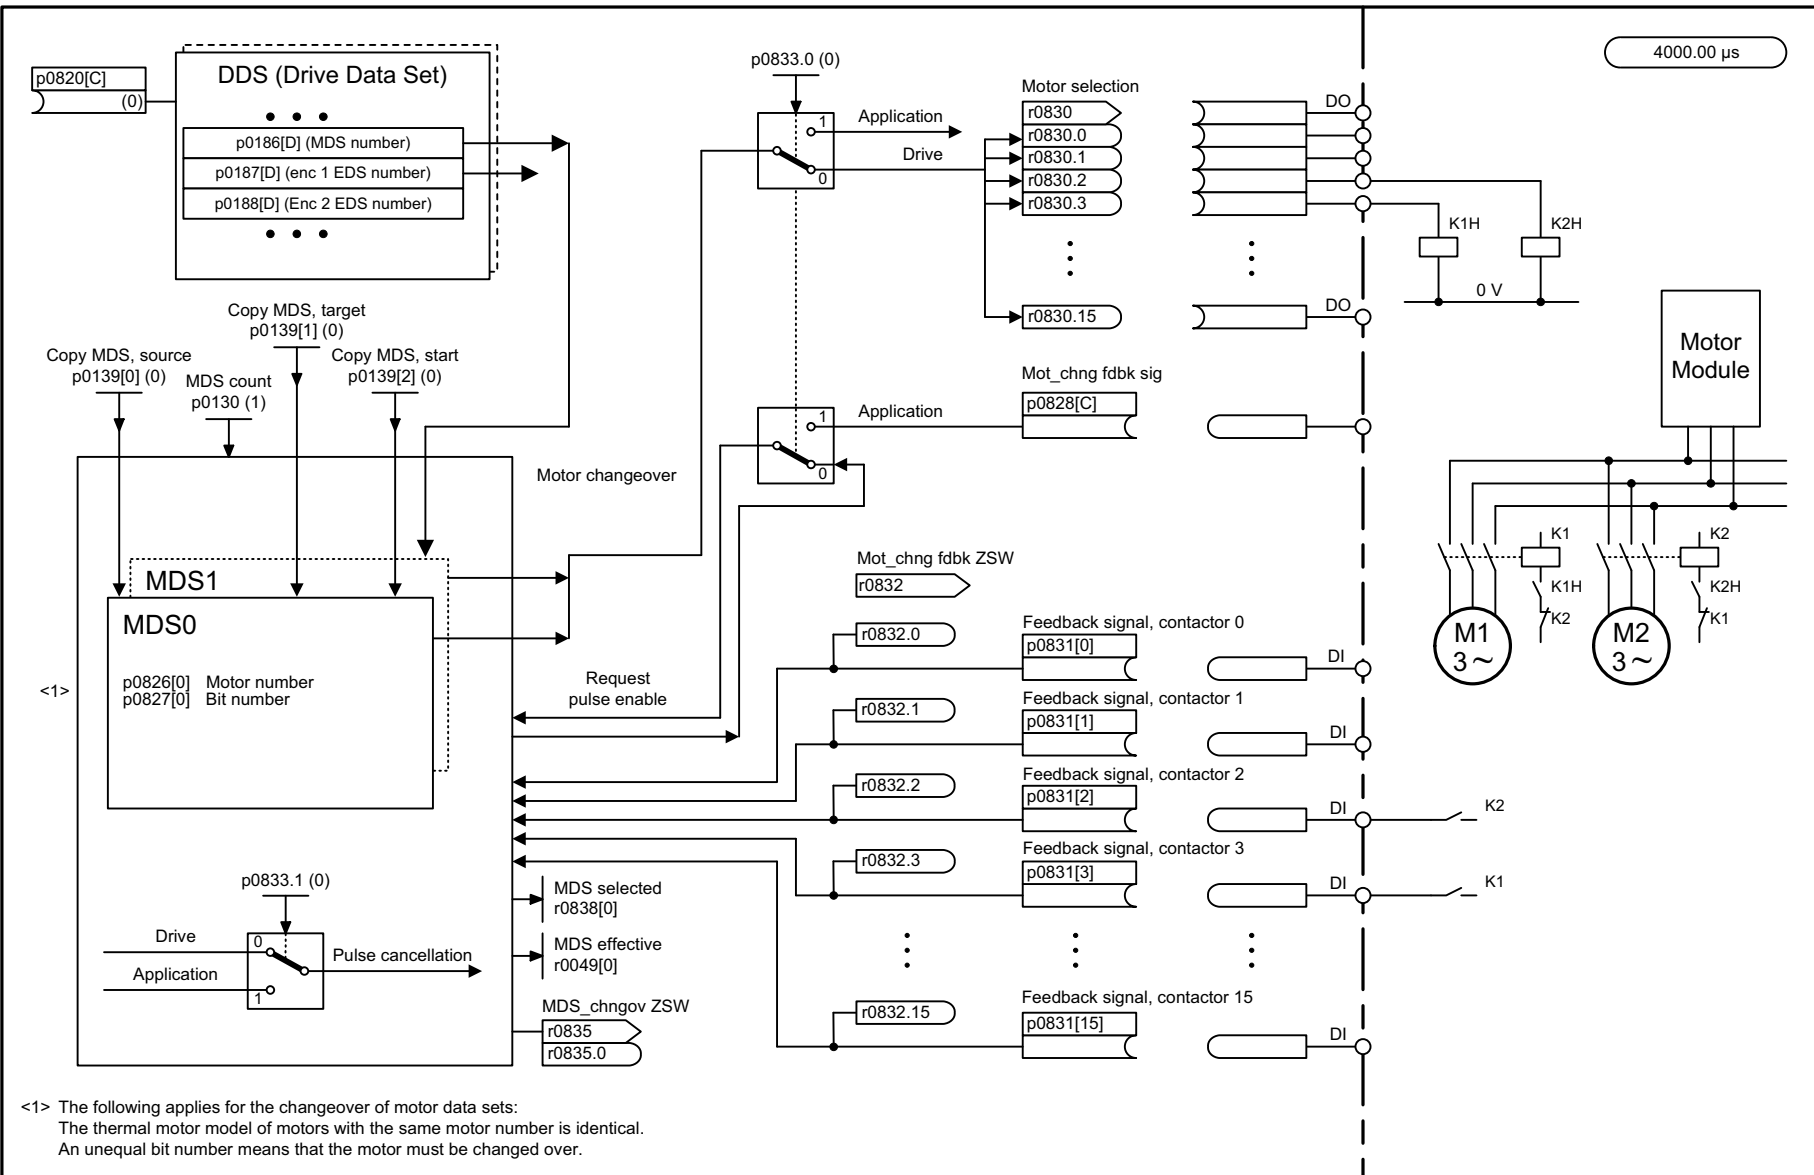 4000.00 µs
p0820[C]
(0)
DDS (Drive Data Set)
p0186[D] (MDS number)
p0187[D] (enc 1 EDS number)
p0188[D] (Enc 2 EDS number)
p0833.0 (0)
1
0
Application
Drive
Motor selection
r0830
r0830.0
r0830.1
r0830.2
r0830.3
r0830.15
DO
DO
K1H
K2H
0 V
Motor
Module
Copy MDS, target
p0139[1] (0)
Copy MDS, source
p0139[0] (0)
MDS count
p0130 (1)
Copy MDS, start
p0139[2] (0)
Mot_chng fdbk sig
p0828[C]
1
0
Application
Motor changeover
MDS1
MDS0
p0826[0] Motor number
p0827[0] Bit number
<1>
Request
pulse enable
Mot_chng fdbk ZSW
r0832
r0832.0
Feedback signal, contactor 0
p0831[0]
DI
r0832.1
Feedback signal, contactor 1
p0831[1]
DI
r0832.2
Feedback signal, contactor 2
p0831[2]
DI
K2
r0832.3
Feedback signal, contactor 3
p0831[3]
DI
K1
r0832.15
Feedback signal, contactor 15
p0831[15]
DI
K1
K1H
K2
K2
K2H
K1
M1
3 ~
M2
3 ~
p0833.1 (0)
Drive
Application
0
1
Pulse cancellation
MDS selected
r0838[0]
MDS effective
r0049[0]
MDS_chngov ZSW
r0835
r0835.0
<1> The following applies for the changeover of motor data sets:
The thermal motor model of motors with the same motor number is identical.
An unequal bit number means that the motor must be changed over.